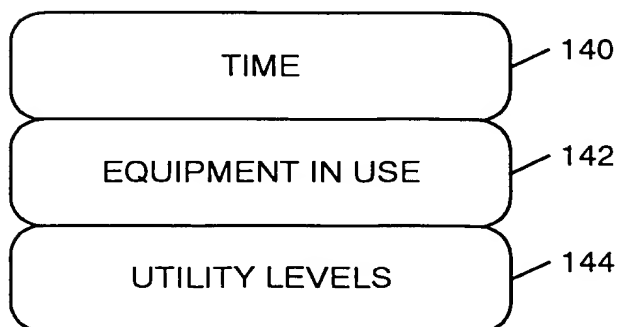 TIME 140
EQUIPMENT IN USE 142
UTILITY LEVELS 144